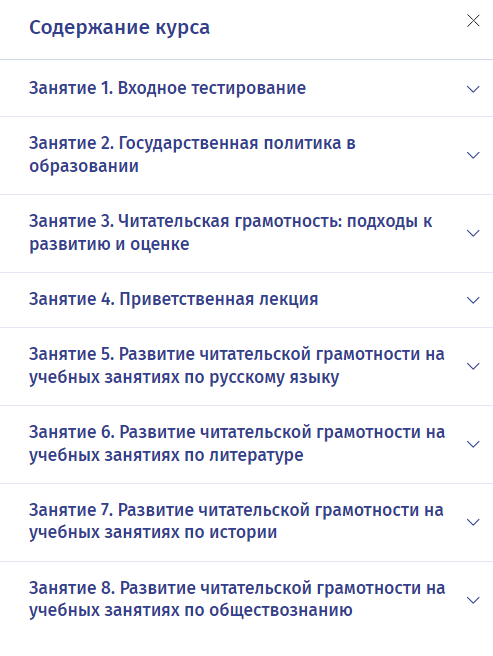 Содержание курса
Занятие 1. Входное тестирование
Занятие 2. Государственная политика в
образовании
Занятие 3. Читательская грамотность: подходы к
развитию и оценке
Занятие 4. Приветственная лекция
Занятие 5. Развитие читательской грамотности на
учебных занятиях по русскому языку
Занятие 6. Развитие читательской грамотности на
учебных занятиях по литературе
Занятие 7. Развитие читательской грамотности на
учебных занятиях по истории
Занятие 8. Развитие читательской грамотности на
учебных занятиях по обществознанию